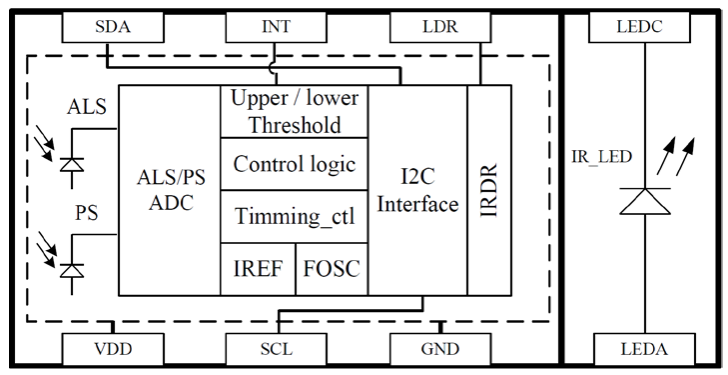 SDA
INT
LDR
LEDC
ALS
PS
ALS/PS
ADC
Upper / lower
Threshold
Control logic
Timming_ctl
IREF
FOSC
I2C
Interface
IRDR
IR_LED
VDD
SCL
GND
LEDA